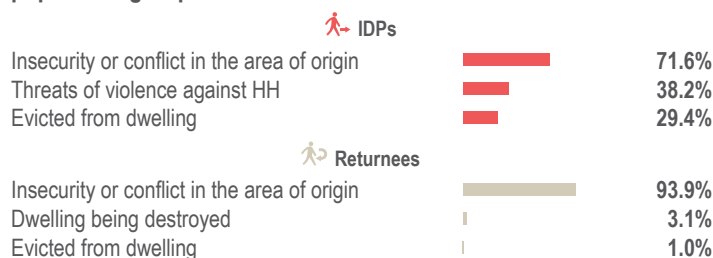 IDPs
Insecurity or conflict in the area of origin 71.6%
Threats of violence against HH 38.2%
Evicted from dwelling 29.4%
Returnees
Insecurity or conflict in the area of origin 93.9%
Dwelling being destroyed 3.1%
Evicted from dwelling 1.0%